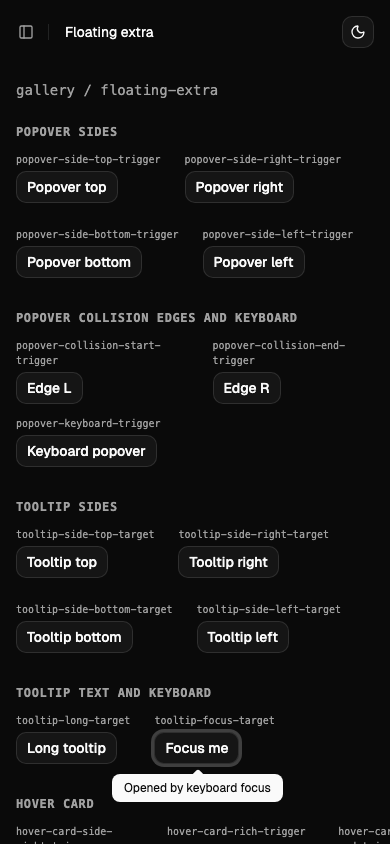 Floating extra
gallery / floating-extra
POPOVER SIDES
popover-side-top-trigger popover-side-right-trigger
Popover top Popover right
popover-side-bottom-trigger popover-side-left-trigger
Popover bottom Popover left
POPOVER COLLISION EDGES AND KEYBOARD
popover-collision-start-trigger popover-collision-end-trigger
Edge L Edge R
popover-keyboard-trigger
Keyboard popover
TOOLTIP SIDES
tooltip-side-top-target tooltip-side-right-target
Tooltip top Tooltip right
tooltip-side-bottom-target tooltip-side-left-target
Tooltip bottom Tooltip left
TOOLTIP TEXT AND KEYBOARD
tooltip-long-target tooltip-focus-target
Long tooltip Focus me
Opened by keyboard focus
HOVER CARD
hover-card-side- hover-card-rich-trigger hover-car